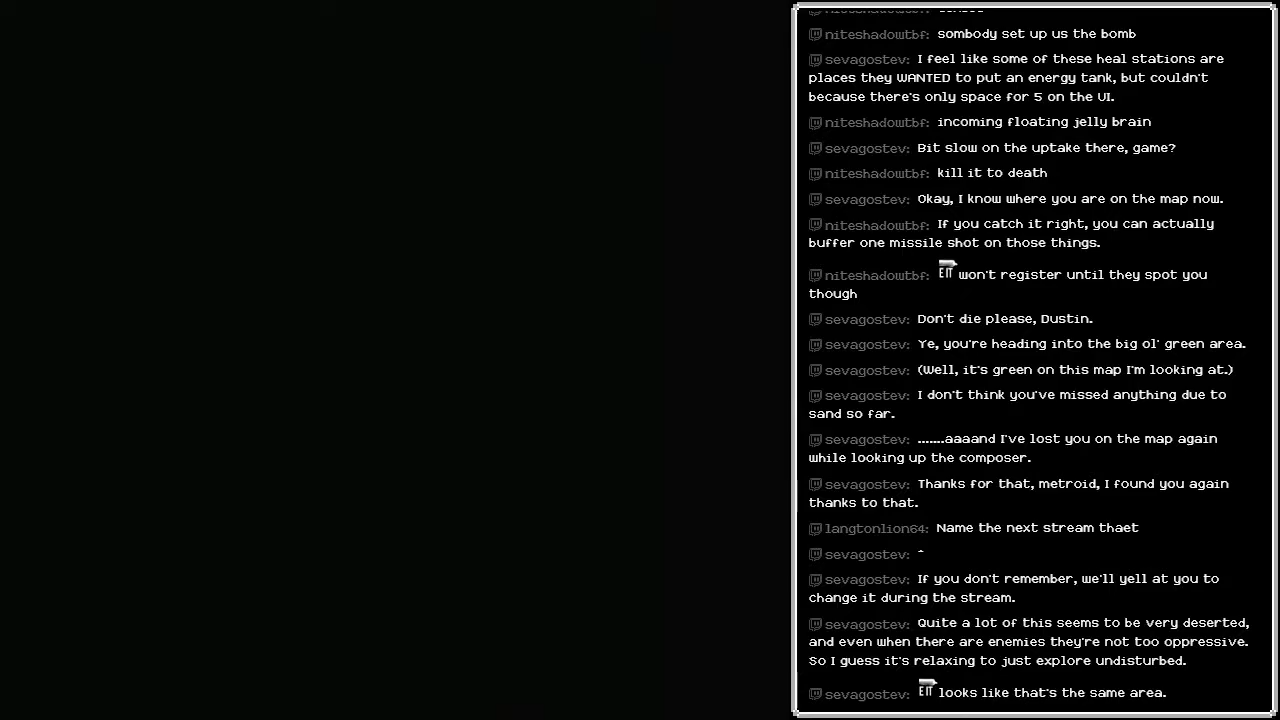 niteshadowtbf: sombody set up us the bomb
sevagostev: I feel like some of these heal stations are
places they WANTED to put an energy tank, but couldn't
because there's only space for 5 on the UI.
niteshadowtbf: incoming floating jelly brain
sevagostev: Bit slow on the uptake there, game?
niteshadowtbf: kill it to death
sevagostev: Okay, I know where you are on the map now.
niteshadowtbf: If you catch it right, you can actually
buffer one missile shot on those things.
niteshadowtbf: EIT won't register until they spot you
though
sevagostev: Don't die please, Dustin.
sevagostev: Ye, you're heading into the big ol' green area.
sevagostev: (Well, it's green on this map I'm looking at.)
sevagostev: I don't think you've missed anything due to
sand so far.
sevagostev: .......aaaand I've lost you on the map again
while looking up the composer.
sevagostev: Thanks for that, metroid, I found you again
thanks to that.
langtonlion64: Name the next stream thaet
sevagostev: ^
sevagostev: If you don't remember, we'll yell at you to
change it during the stream.
sevagostev: Quite a lot of this seems to be very deserted,
and even when there are enemies they're not too oppressive.
So I guess it's relaxing to just explore undisturbed.
sevagostev: EIT looks like that's the same area.